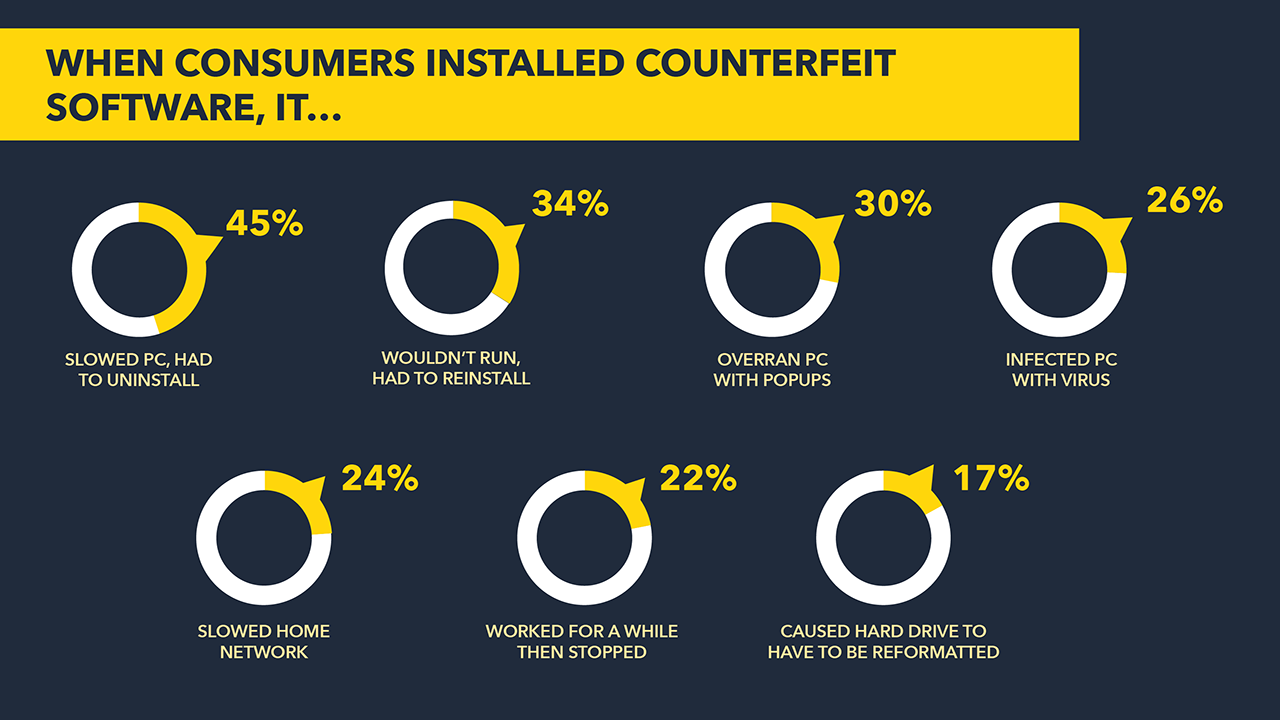 WHEN CONSUMERS INSTALLED COUNTERFEIT
SOFTWARE, IT...
45%
SLOWED PC, HAD
TO UNINSTALL
34%
WOULDN'T RUN,
HAD TO REINSTALL
30%
OVERRAN PC
WITH POPUPS
26%
INFECTED PC
WITH VIRUS
24%
SLOWED HOME
NETWORK
22%
WORKED FOR A WHILE
THEN STOPPED
17%
CAUSED HARD DRIVE TO
HAVE TO BE REFORMATTED